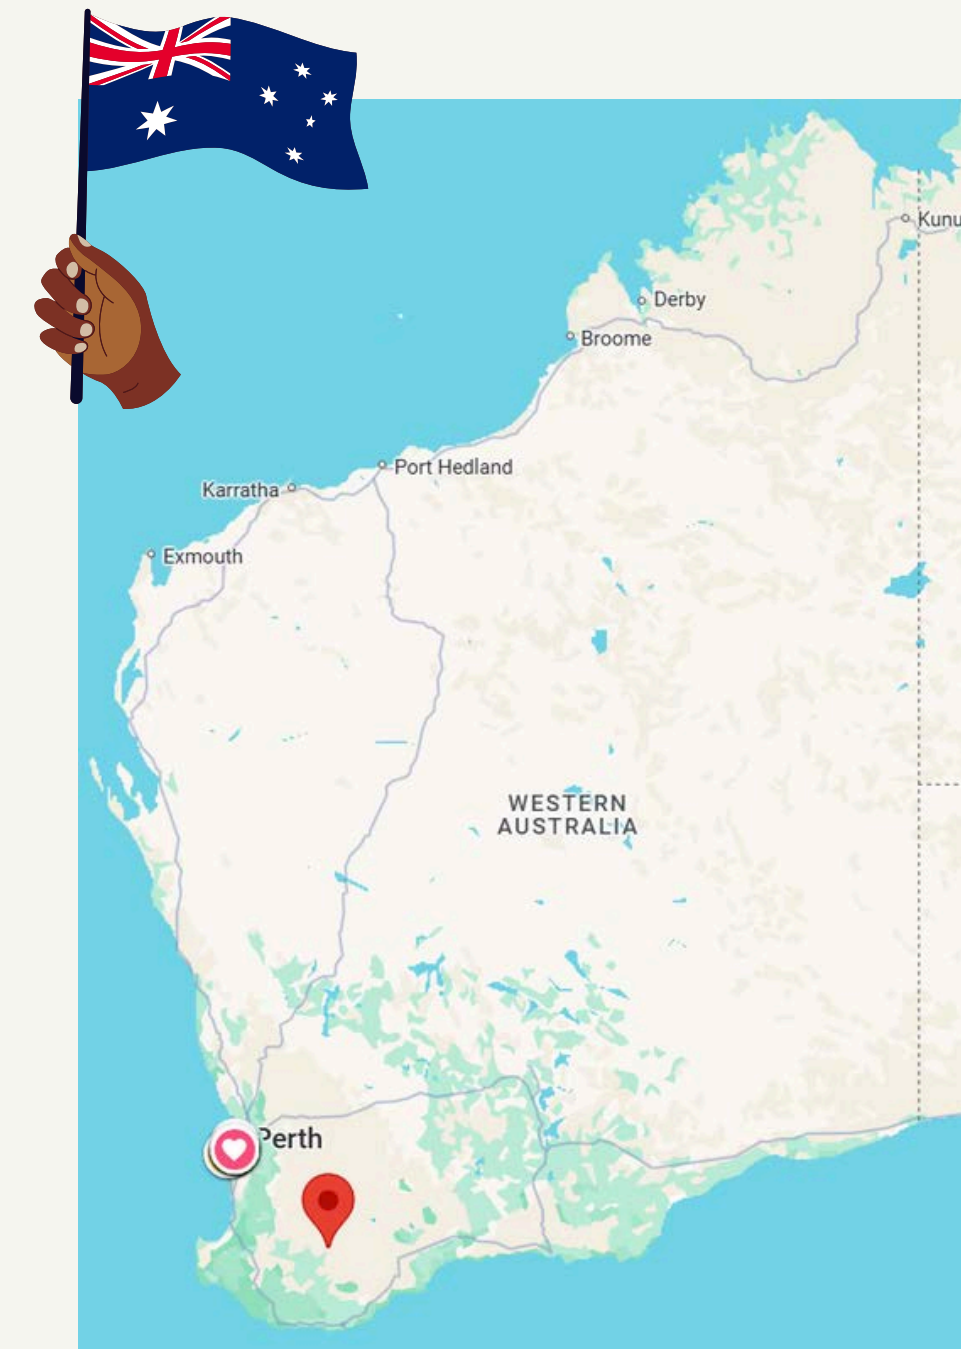 Kunu
Derby
Broome
Port Hedland
Karratha
Exmouth
WESTERN
AUSTRALIA
Perth